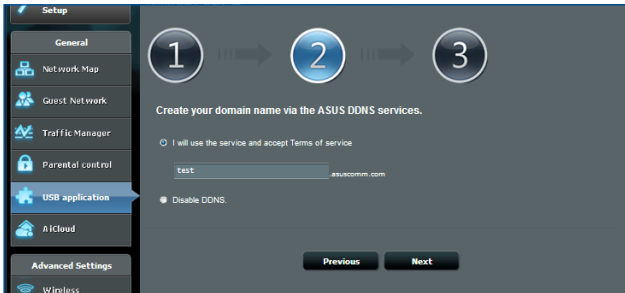 Setup
General
Network Map
Guest Network
Traffic Manager
Parental control
USB application
AiCloud
Advanced Settings
Wireless
1
2
3
Create your domain name via the ASUS DDNS services.
I will use the service and accept Terms of service
test .asuscomm.com
Disable DDNS.
Previous Next